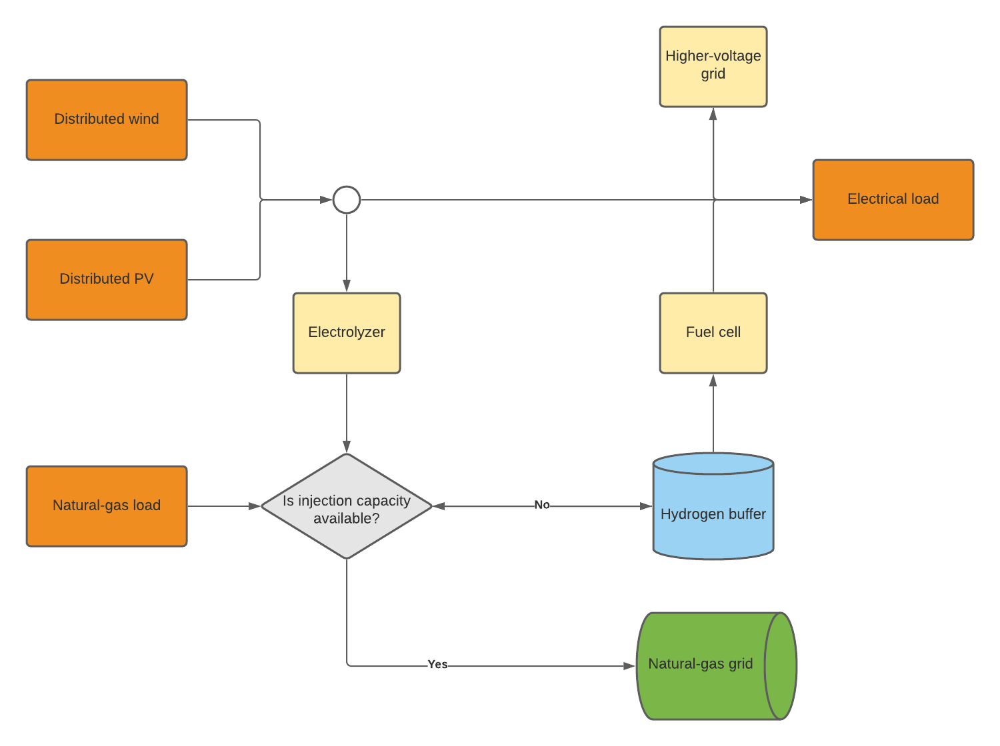 Higher-voltage
grid
Distributed wind
Electrical load
Distributed PV
Electrolyzer
Fuel cell
Natural-gas load
Is injection capacity
available?
No
Hydrogen buffer
Yes
Natural-gas grid